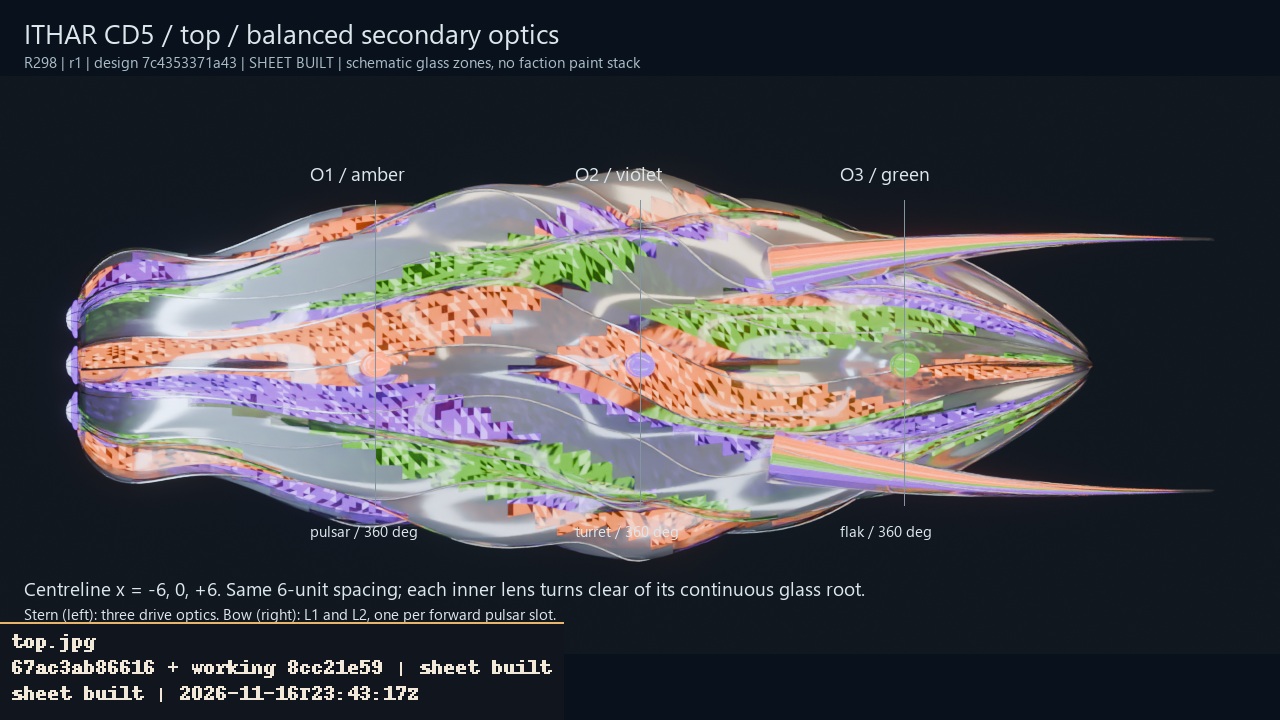 ITHAR CD5 / top / balanced secondary optics
R298 | r1 | design 7c4353371a43 | SHEET BUILT | schematic glass zones, no faction paint stack
O1 / amber
O2 / violet
O3 / green
pulsar / 360 deg
turret / 360 deg
flak / 360 deg
Centreline x = -6, 0, +6. Same 6-unit spacing; each inner lens turns clear of its continuous glass root.
Stern (left): three drive optics. Bow (right): L1 and L2, one per forward pulsar slot.
top.jpg
67ac3ab86616 + working 8cc21e59 | sheet built
sheet built | 2026-11-16T23:43:17Z